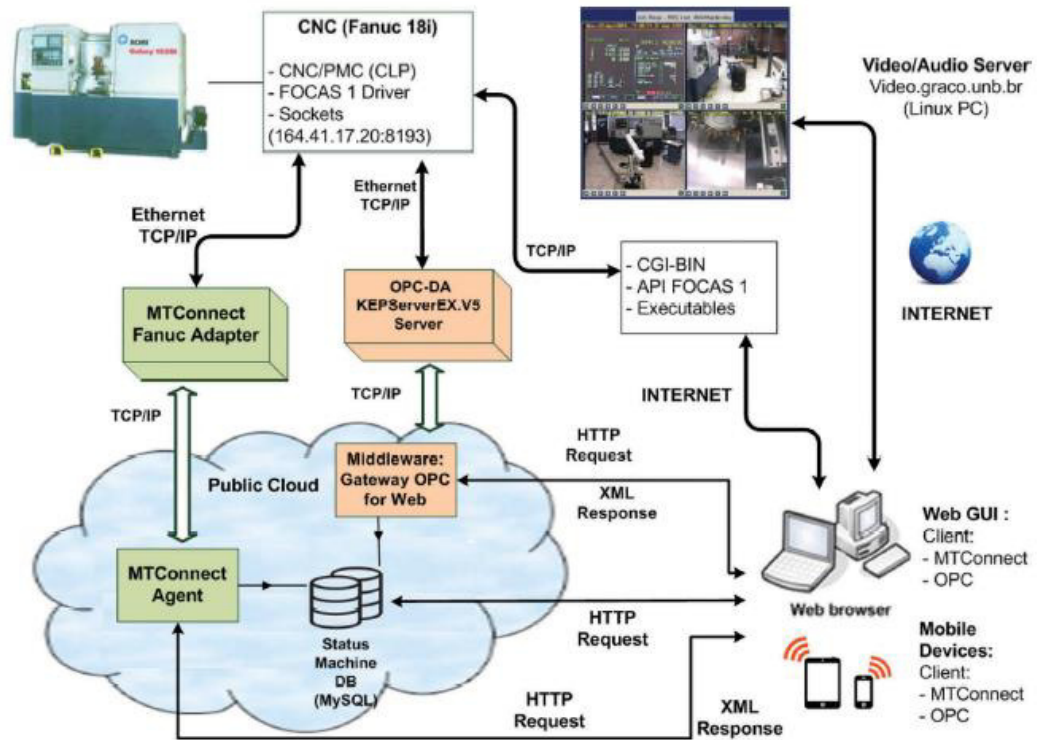 CNC (Fanuc 18i)
- CNC/PMC (CLP)
- FOCAS 1 Driver
- Sockets
(164.41.17.20:8193)
ROMI
Galaxy
Video/Audio Server
Video.graco.unb.br
(Linux PC)
Ethernet
TCP/IP
Ethernet
TCP/IP
TCP/IP
- CGI-BIN
- API FOCAS 1
- Executables
INTERNET
MTConnect
Fanuc Adapter
OPC-DA
KEPServerEX.V5
Server
TCP/IP
TCP/IP
INTERNET
Public Cloud
Middleware:
Gateway OPC
for Web
HTTP
Request
XML
Response
MTConnect
Agent
Status
Machine
DB
(MySQL)
HTTP
Request
Web GUI :
Client:
- MTConnect
- OPC
Web browser
Mobile
Devices:
Client:
- MTConnect
- OPC
HTTP
Request
XML
Response